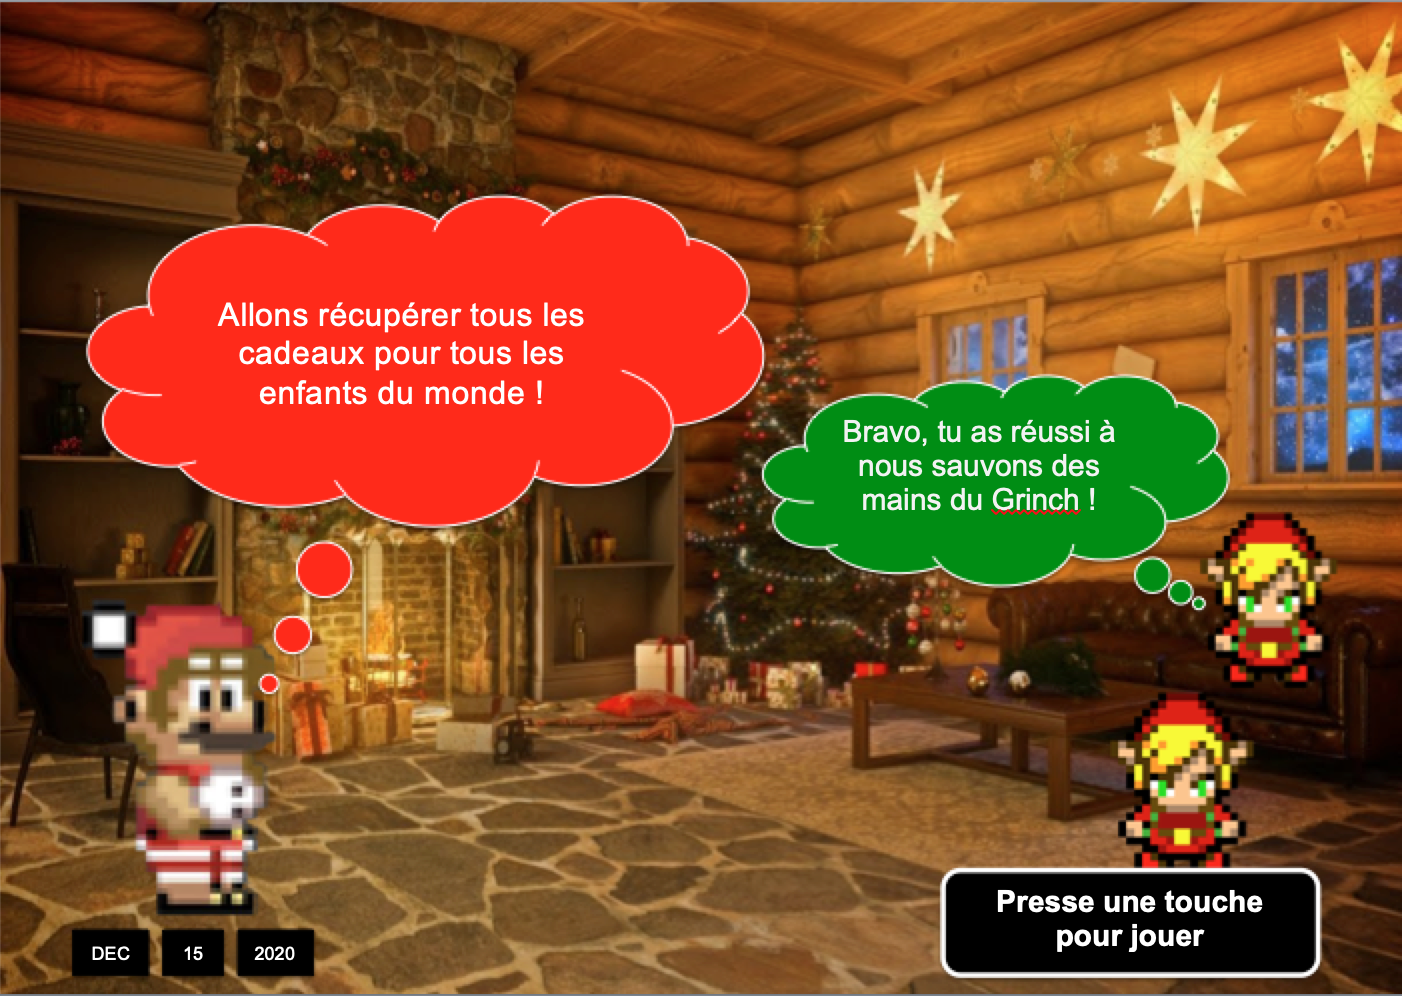 Allons récupérer tous les
cadeaux pour tous les
enfants du monde !
Bravo, tu as réussi à
nous sauvons des
mains du Grinch !
Presse une touche
pour jouer
DEC 15 2020